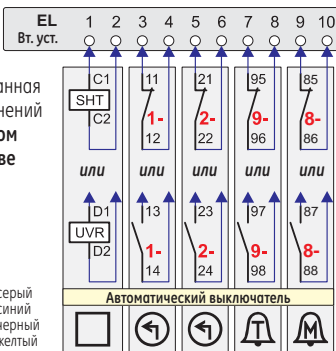 EL 1 2 3 4 5 6 7 8 9 10
Вт. уст.
анная
нений
ом
ве
C1 11 21 95 85
SHT 1- 2- 9- 8-
C2 12 22 96 86
или или или или или
D1 13 23 97 87
UVR 1- 2- 9- 8-
D2 14 24 98 88
серый
синий
черный
желтый
Автоматический выключатель
T M